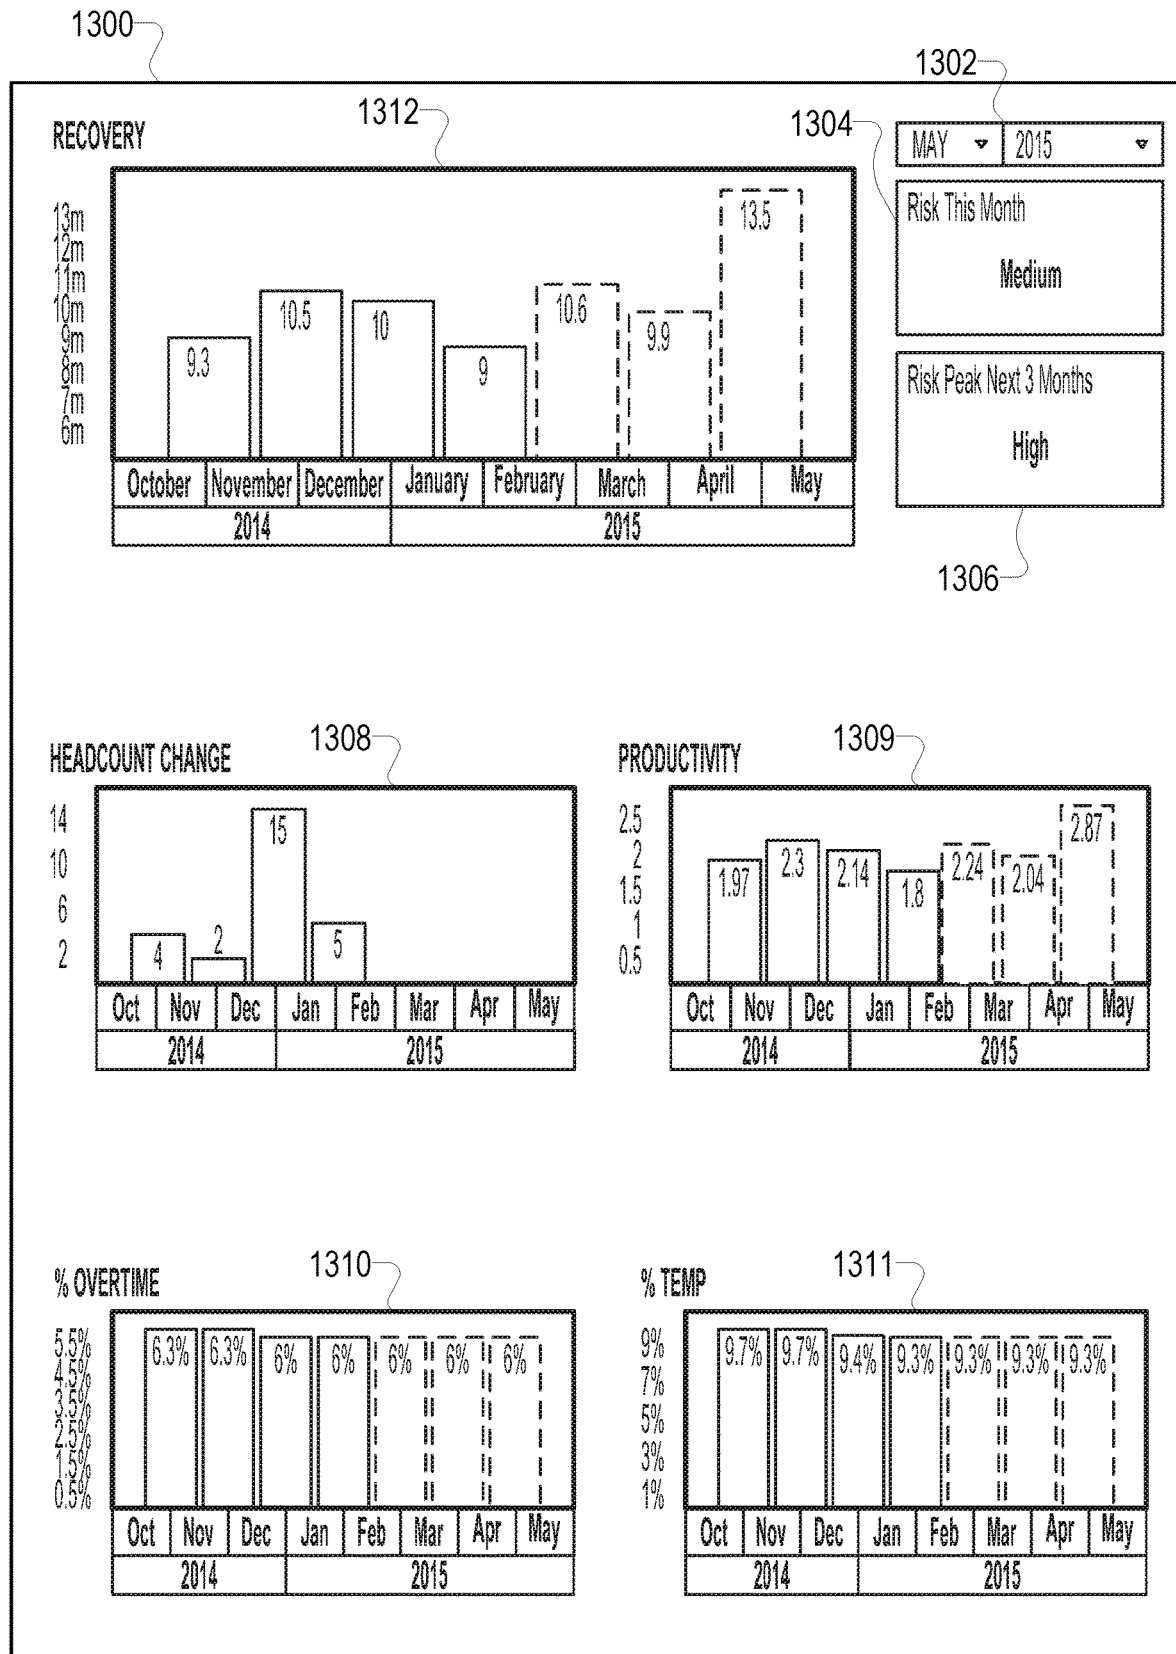 1300
1302
RECOVERY
1312
1304
MAY 2015
13m
12m
11m
10m
9m
8m
7m
6m
9.3
10.5
10
9
10.6
9.9
13.5
October November December January February March April May
2014 2015
Risk This Month
Medium
Risk Peak Next 3 Months
High
1306
HEADCOUNT CHANGE
1308
14
10
6
2
4
2
15
5
Oct Nov Dec Jan Feb Mar Apr May
2014 2015
PRODUCTIVITY
1309
2.5
2
1.5
1
0.5
1.97
2.3
2.14
1.8
2.24
2.04
2.87
Oct Nov Dec Jan Feb Mar Apr May
2014 2015
% OVERTIME
1310
5.5%
4.5%
3.5%
2.5%
1.5%
0.5%
6.3% 6.3% 6% 6% 6% 6% 6%
Oct Nov Dec Jan Feb Mar Apr May
2014 2015
% TEMP
1311
9%
7%
5%
3%
1%
9.7% 9.7% 9.4% 9.3% 9.3% 9.3% 9.3%
Oct Nov Dec Jan Feb Mar Apr May
2014 2015